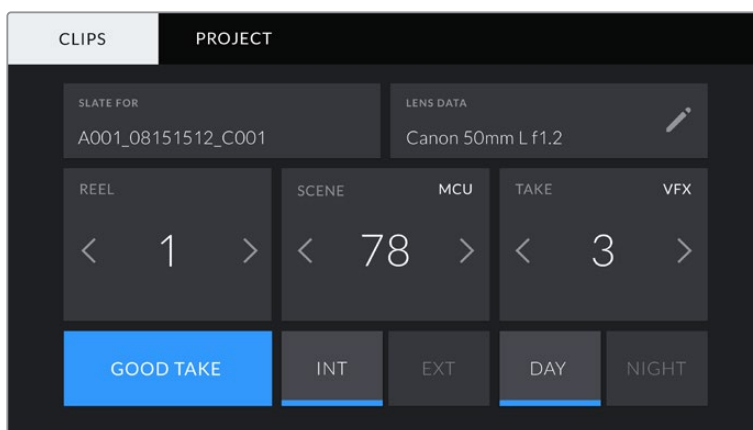 CLIPS PROJECT
SLATE FOR LENS DATA
A001_08151512_C001 Canon 50mm L f1.2
REEL SCENE MCU TAKE VFX
1 78 3
GOOD TAKE INT EXT DAY NIGHT